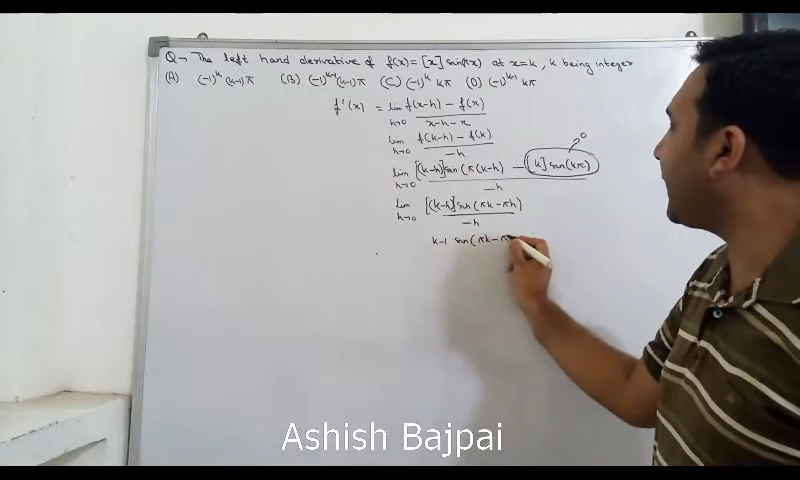 Q→ The left hand derivative of f(x) = [x] sin(πx) at x=k, k being integer
(A) (-1)^k (k-1)π (B) (-1)^k-1 (k-1)π (C) (-1)^k kπ (D) (-1)^k-1 kπ
f'(x) = lim h→0 f(x-h) - f(x) / x-h-x
lim h→0 f(k-h) - f(k) / -h
lim h→0 [(k-h)] sin(π(k-h) - [k] sin(kπ) / -h
0
lim h→0 [(k-h)] sin(πk-πh) / -h
k-1 sin(πk-π
Ashish Bajpai